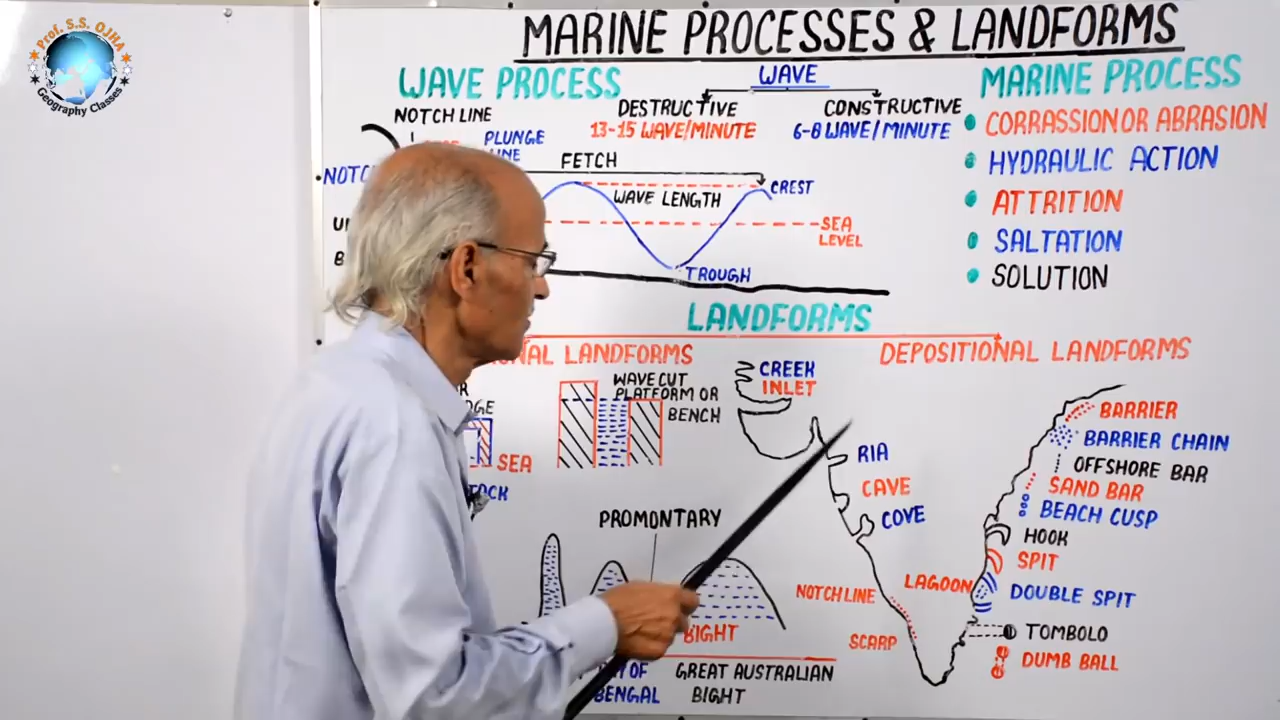 Prof. S.S. OJHA
Geography Classes
MARINE PROCESSES & LANDFORMS
WAVE PROCESS
WAVE
MARINE PROCESS
NOTCH LINE
DESTRUCTIVE
CONSTRUCTIVE
13-15 WAVE/MINUTE
6-8 WAVE/MINUTE
CORRASSION OR ABRASION
PLUNGE
FETCH
HYDRAULIC ACTION
WAVE LENGTH
CREST
ATTRITION
SEA
LEVEL
SALTATION
TROUGH
SOLUTION
LANDFORMS
LANDFORMS
DEPOSITIONAL LANDFORMS
WAVE CUT
PLATFORM OR
BENCH
SEA
CREEK
INLET
RIA
CAVE
COVE
BARRIER
BARRIER CHAIN
OFFSHORE BAR
SAND BAR
BEACH CUSP
HOOK
SPIT
LAGOON
DOUBLE SPIT
TOMBOLO
DUMB BALL
NOTCH LINE
SCARP
PROMONTARY
BIGHT
OF
BENGAL
GREAT AUSTRALIAN
BIGHT